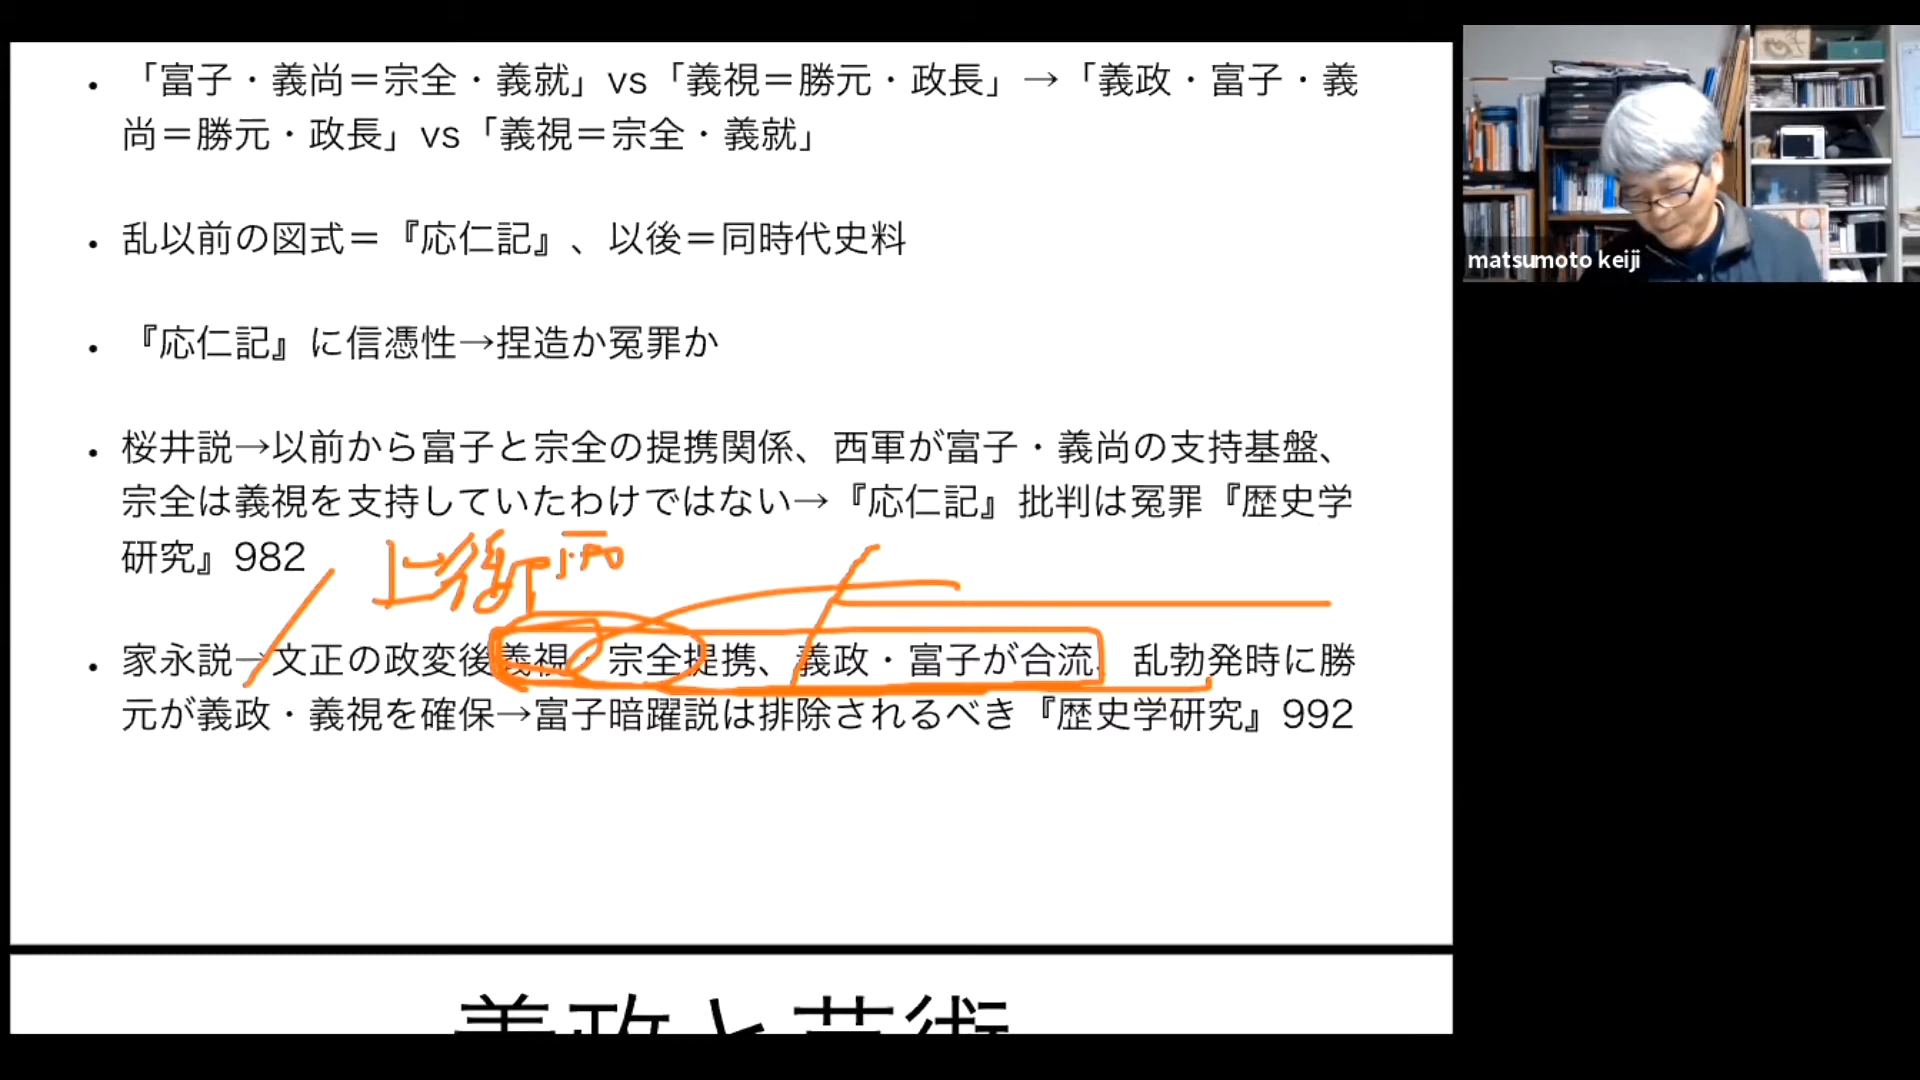 ・「富子・義尚＝宗全・義就」vs「義視＝勝元・政長」→「義政・富子・義
尚＝勝元・政長」vs「義視＝宗全・義就」
・乱以前の図式＝『応仁記』、以後＝同時代史料
・『応仁記』に信憑性→捏造か冤罪か
・桜井説→以前から富子と宗全の提携関係、西軍が富子・義尚の支持基盤、
宗全は義視を支持していたわけではない→『応仁記』批判は冤罪『歴史学
研究』982
・家永説→文正の政変後義視・宗全提携、義政・富子が合流、乱勃発時に勝
元が義政・義視を確保→富子暗躍説は排除されるべき『歴史学研究』992
義政と芸術
matsumoto keiji